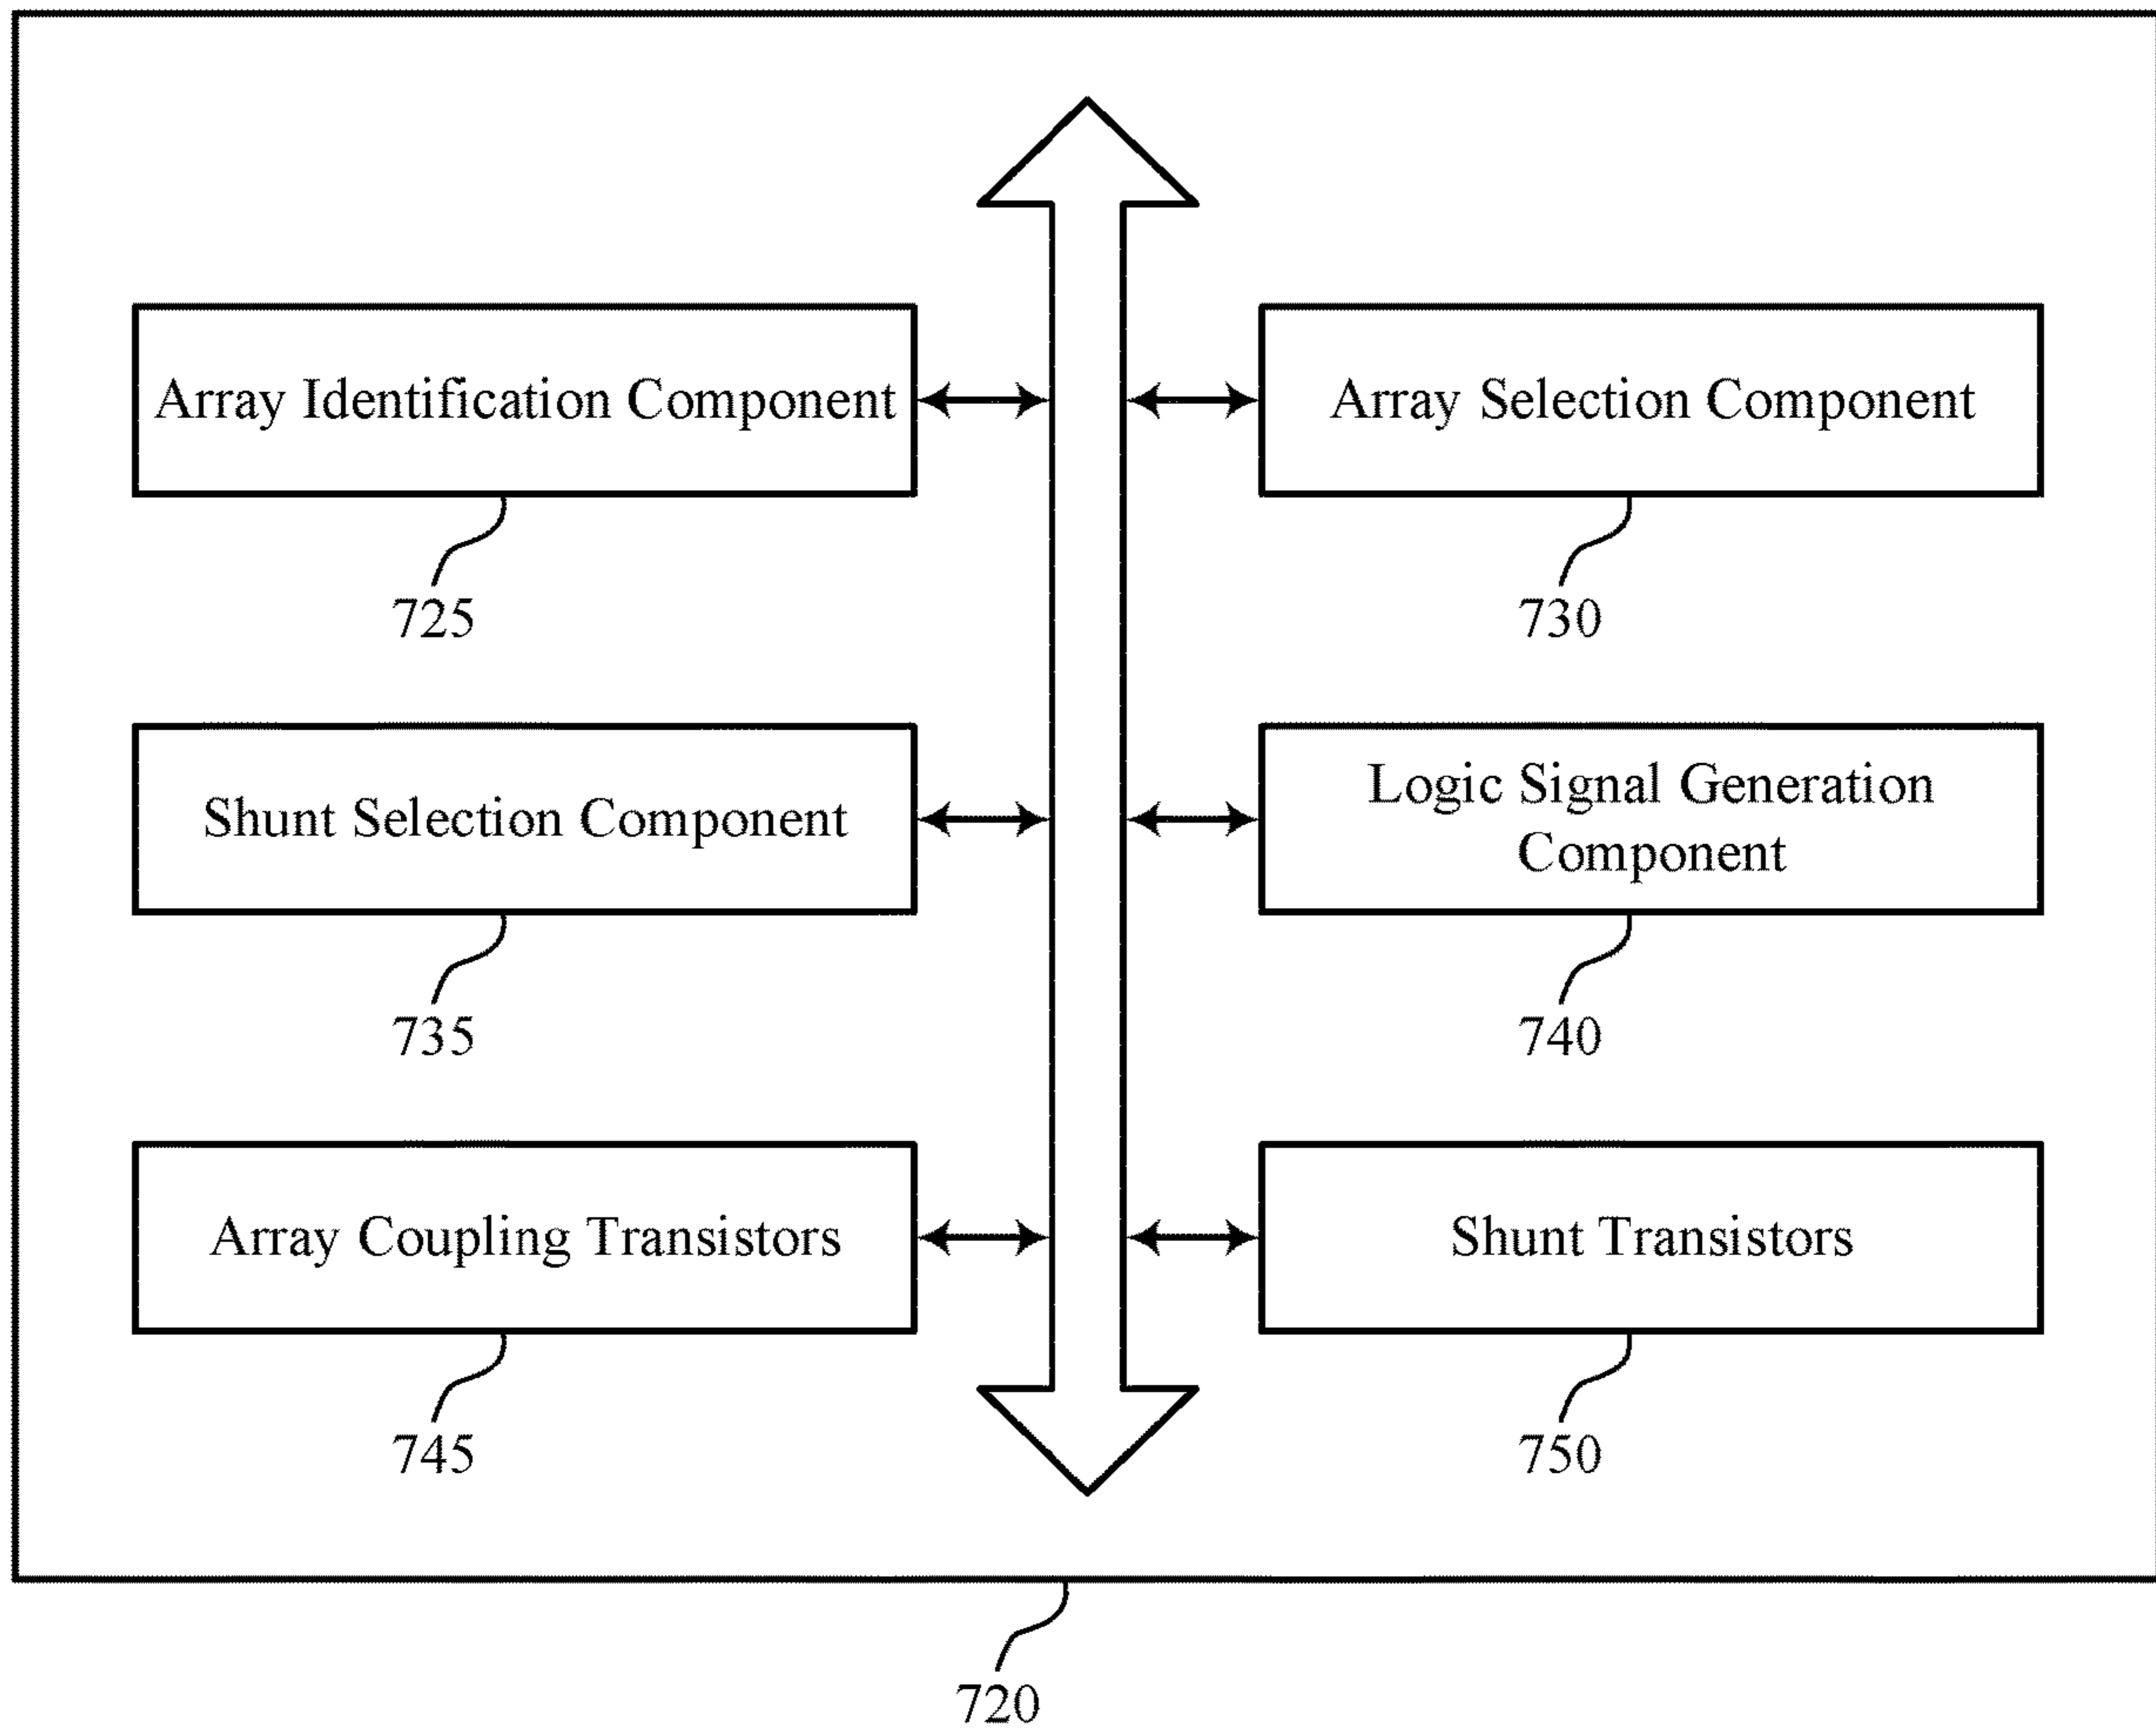 Array Identification Component
Array Selection Component
725
730
Shunt Selection Component
Logic Signal Generation
Component
735
740
Array Coupling Transistors
Shunt Transistors
745
750
720